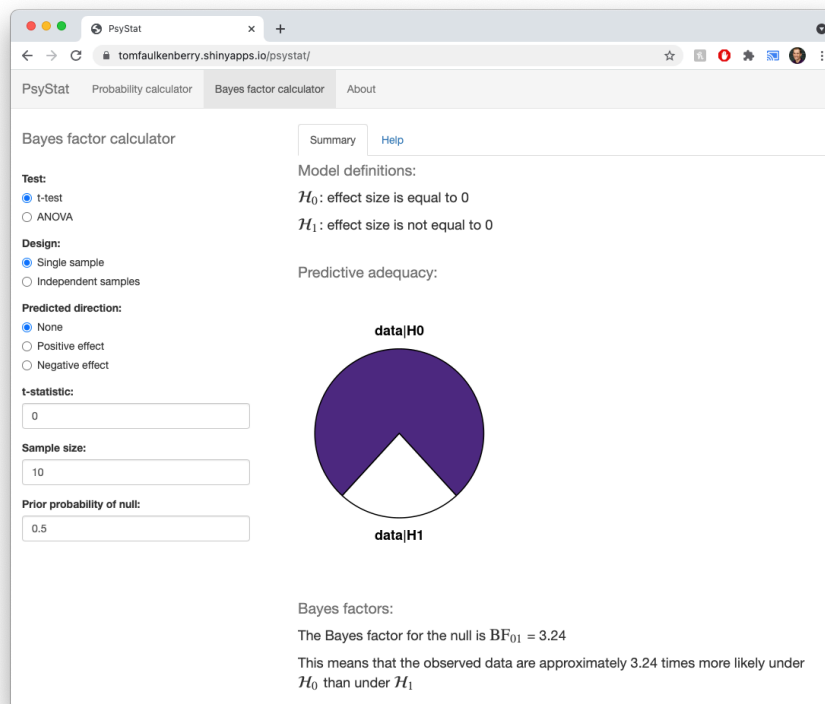 PsyStat
tomfaulkenberry.shinyapps.io/psystat/
PsyStat Probability calculator Bayes factor calculator About
Bayes factor calculator
Test:
t-test
ANOVA
Design:
Single sample
Independent samples
Predicted direction:
None
Positive effect
Negative effect
t-statistic:
0
Sample size:
10
Prior probability of null:
0.5
Summary Help
Model definitions:
H₀: effect size is equal to 0
H₁: effect size is not equal to 0
Predictive adequacy:
data|H0
data|H1
Bayes factors:
The Bayes factor for the null is BF₀₁ = 3.24
This means that the observed data are approximately 3.24 times more likely under
H₀ than under H₁